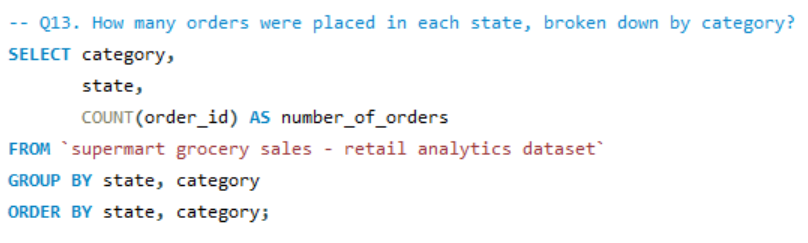 -- Q13. How many orders were placed in each state, broken down by category?
SELECT category,
       state,
       COUNT(order_id) AS number_of_orders
FROM `supermart grocery sales - retail analytics dataset`
GROUP BY state, category
ORDER BY state, category;